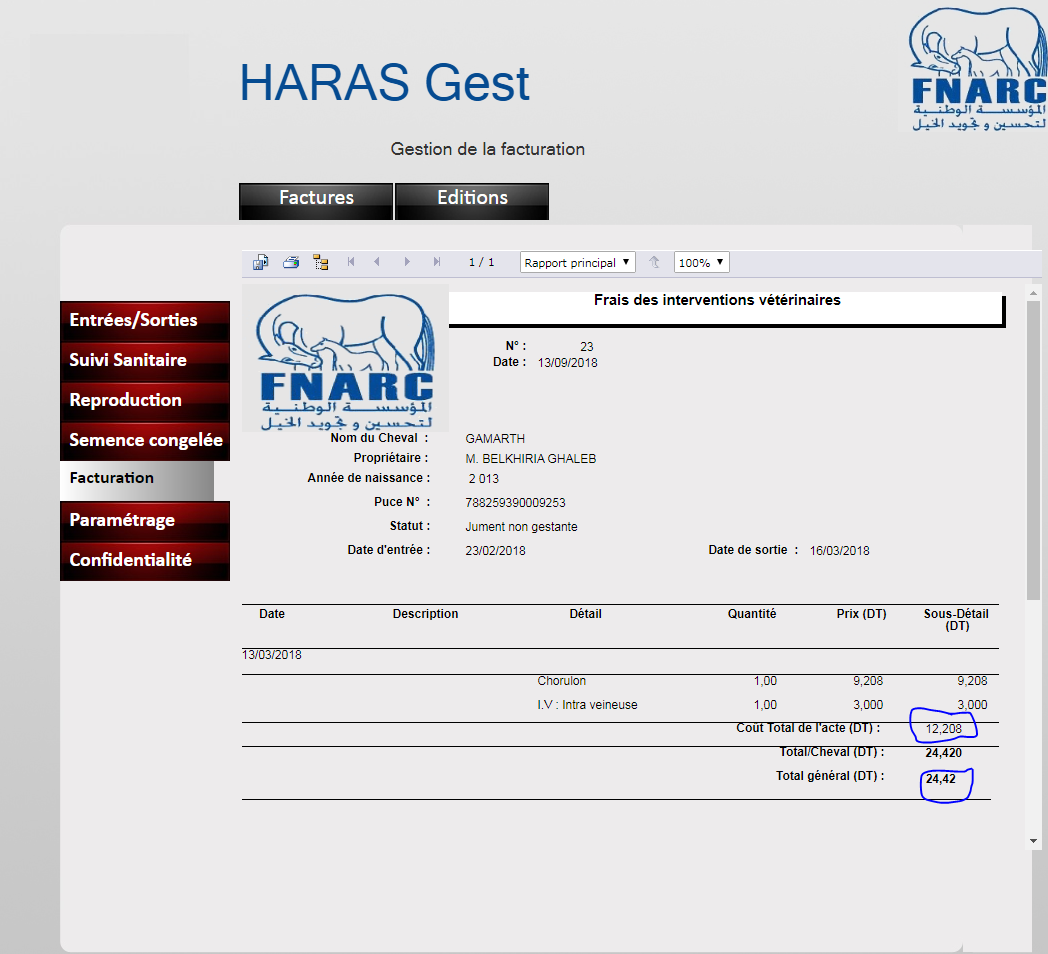 HARAS Gest
FNARC
المؤسسة الوطنية
لتحسين و تجويد الخيل
Gestion de la facturation
Factures Editions
1 / 1 Rapport principal 100%
Entrées/Sorties
Suivi Sanitaire
Reproduction
Semence congelée
Facturation
Paramétrage
Confidentialité
FNARC
المؤسسة الوطنية
لتحسين و تجويد الخيل
Frais des interventions vétérinaires
N° : 23
Date : 13/09/2018
Nom du Cheval : GAMARTH
Propriétaire : M. BELKHIRIA GHALEB
Année de naissance : 2 013
Puce N° : 788259390009253
Statut : Jument non gestante
Date d'entrée : 23/02/2018 Date de sortie : 16/03/2018
Date Description Détail Quantité Prix (DT) Sous-Détail
(DT)
13/03/2018
Chorulon 1,00 9,208 9,208
I.V : Intra veineuse 1,00 3,000 3,000
Coût Total de l'acte (DT) : 12,208
Total/Cheval (DT) : 24,420
Total général (DT) : 24,42